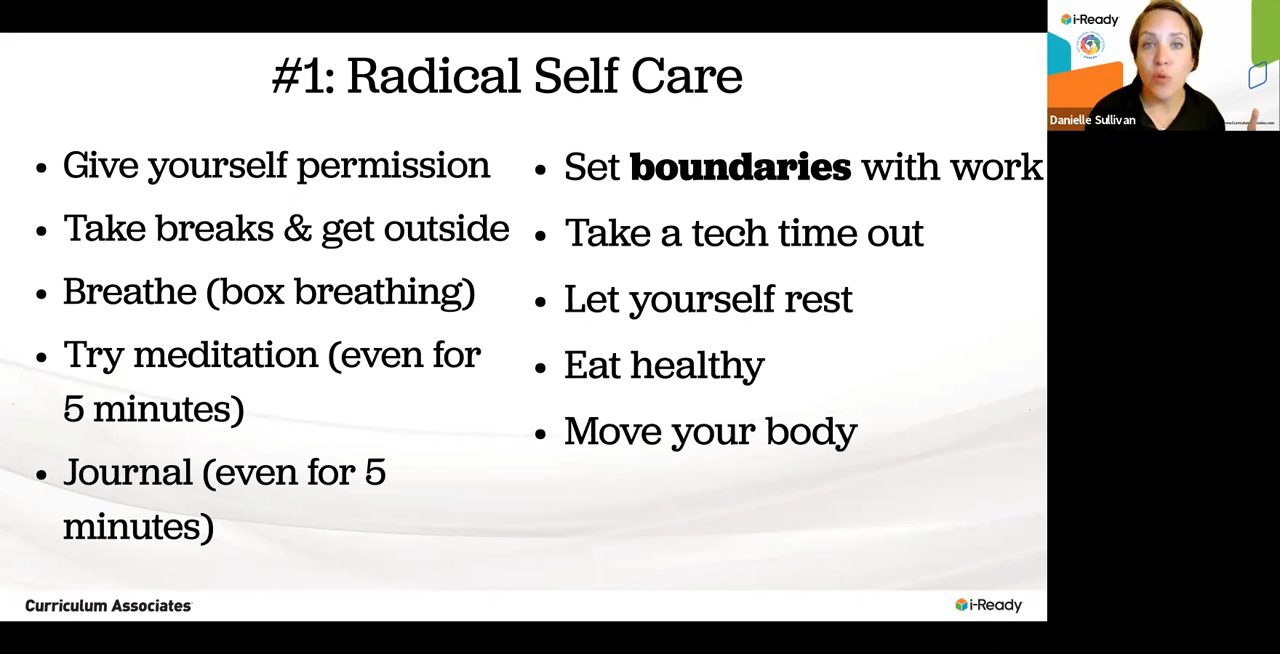 #1: Radical Self Care
• Give yourself permission
• Take breaks & get outside
• Breathe (box breathing)
• Try meditation (even for
5 minutes)
• Journal (even for 5
minutes)
• Set boundaries with work
• Take a tech time out
• Let yourself rest
• Eat healthy
• Move your body
Curriculum Associates
i-Ready
i-Ready
Danielle Sullivan